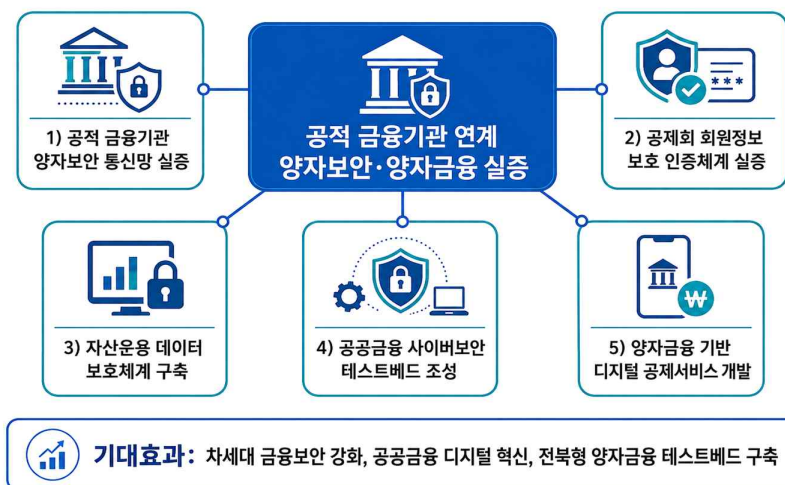 공적 금융기관 연계
양자보안·양자금융 실증
1) 공적 금융기관
양자보안 통신망 실증
***
2) 공제회 회원정보
보호 인증체계 실증
3) 자산운용 데이터
보호체계 구축
4) 공공금융 사이버보안
테스트베드 조성
₩
5) 양자금융 기반
디지털 공제서비스 개발
기대효과: 차세대 금융보안 강화, 공공금융 디지털 혁신, 전북형 양자금융 테스트베드 구축